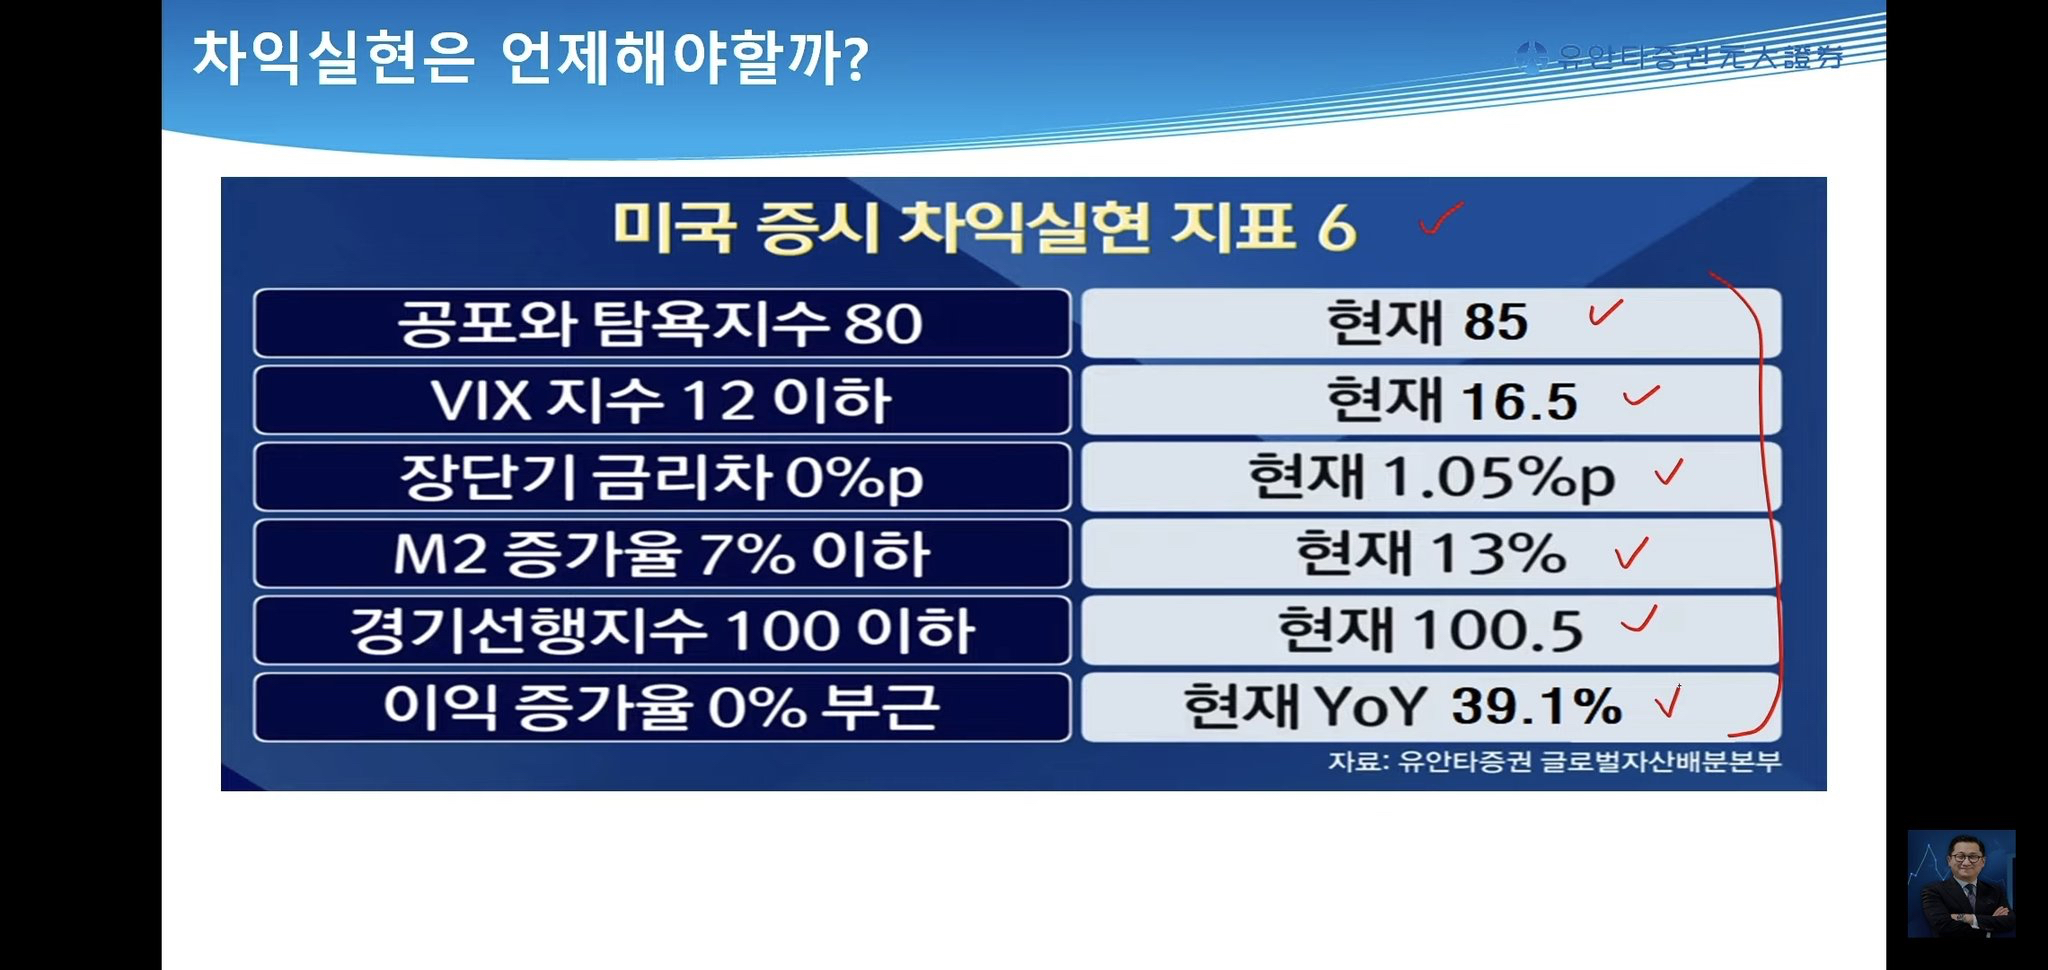 차익실현은 언제해야할까?
유안타증권 元大證券
미국 증시 차익실현 지표 6
공포와 탐욕지수 80
현재 85
VIX 지수 12 이하
현재 16.5
장단기 금리차 0%p
현재 1.05%p
M2 증가율 7% 이하
현재 13%
경기선행지수 100 이하
현재 100.5
이익 증가율 0% 부근
현재 YoY 39.1%
자료: 유안타증권 글로벌자산배분본부